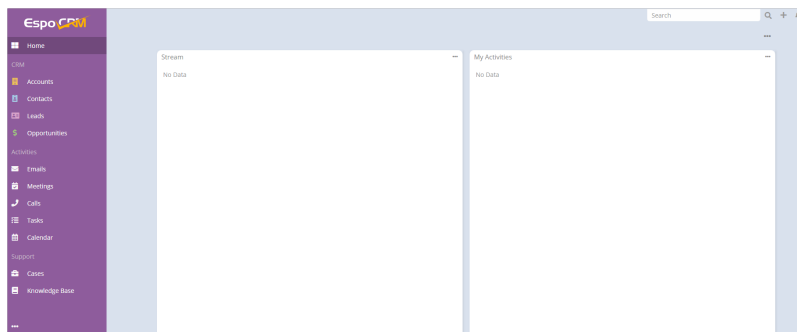 EspoCRM
Home
CRM
Accounts
Contacts
Leads
Opportunities
Activities
Emails
Meetings
Calls
Tasks
Calendar
Support
Cases
Knowledge Base
Search
Stream
No Data
My Activities
No Data